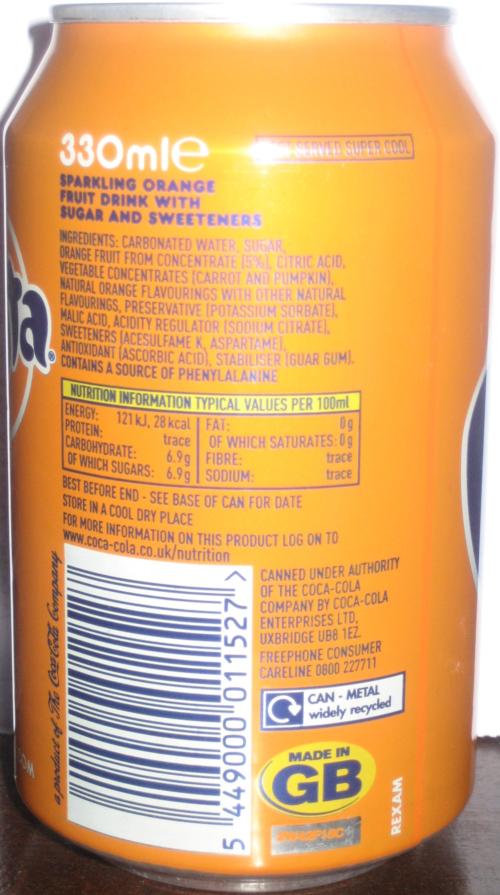 330ml e
SERVED SUPER COOL
SPARKLING ORANGE
FRUIT DRINK WITH
SUGAR AND SWEETENERS
INGREDIENTS: CARBONATED WATER, SUGAR,
ORANGE FRUIT FROM CONCENTRATE (5%), CITRIC ACID,
VEGETABLE CONCENTRATES (CARROT AND PUMPKIN),
NATURAL ORANGE FLAVOURINGS WITH OTHER NATURAL
FLAVOURINGS, PRESERVATIVE (POTASSIUM SORBATE),
MALIC ACID, ACIDITY REGULATOR (SODIUM CITRATE),
SWEETENERS (ACESULFAME K, ASPARTAME),
ANTIOXIDANT (ASCORBIC ACID), STABILISER (GUAR GUM).
CONTAINS A SOURCE OF PHENYLALANINE
NUTRITION INFORMATION TYPICAL VALUES PER 100ml
ENERGY: 121 kJ, 28 kcal
PROTEIN: trace
CARBOHYDRATE: 6.9g
OF WHICH SUGARS: 6.9g
FAT: 0g
OF WHICH SATURATES: 0g
FIBRE: trace
SODIUM: trace
BEST BEFORE END - SEE BASE OF CAN FOR DATE
STORE IN A COOL DRY PLACE
FOR MORE INFORMATION ON THIS PRODUCT LOG ON TO
www.coca-cola.co.uk/nutrition
a product of The Coca-Cola Company
5 449000 011527 >
CANNED UNDER AUTHORITY
OF THE COCA-COLA
COMPANY BY COCA-COLA
ENTERPRISES LTD,
UXBRIDGE UB8 1EZ.
FREEPHONE CONSUMER
CARELINE 0800 227711
CAN - METAL
widely recycled
MADE IN
GB
REXAM